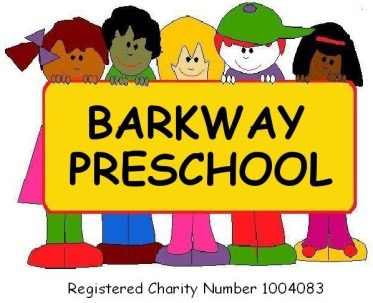 BARKWAY
PRESCHOOL
Registered Charity Number 1004083